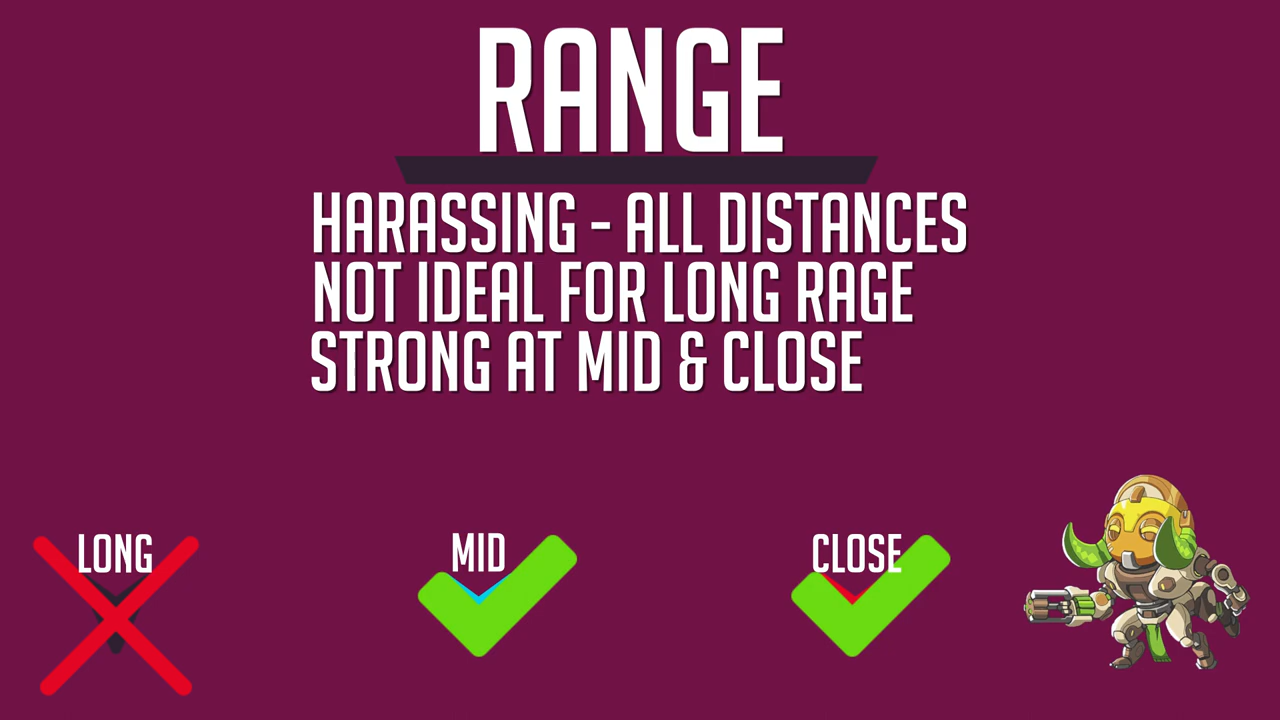 RANGE
HARASSING - ALL DISTANCES
NOT IDEAL FOR LONG RAGE
STRONG AT MID & CLOSE
LONG
MID
CLOSE